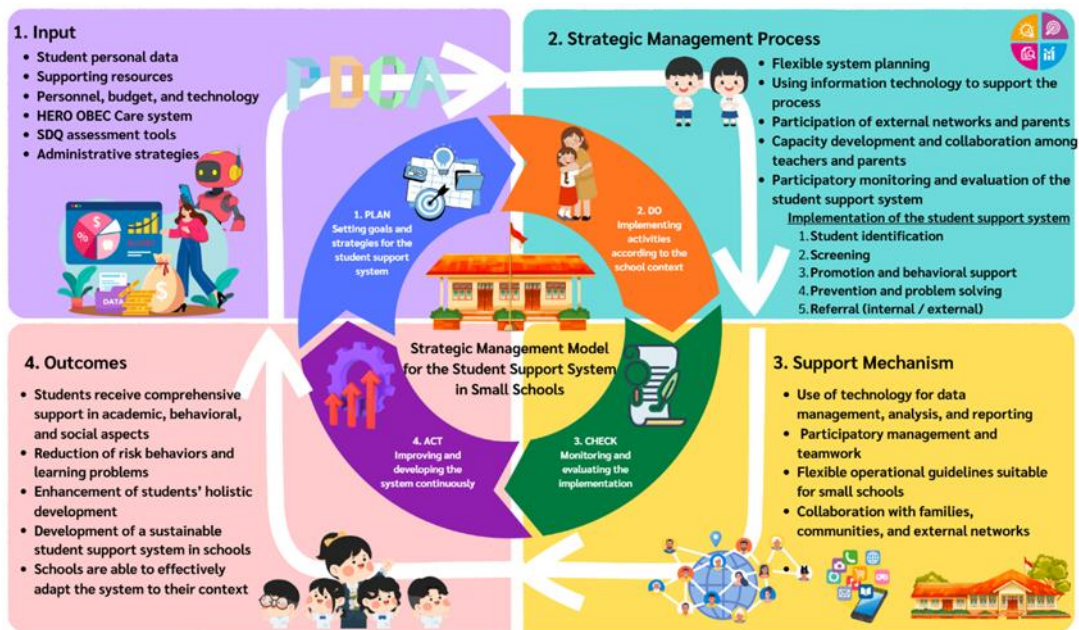 1. Input
• Student personal data
• Supporting resources
• Personnel, budget, and technology
• HERO OBEC Care system
• SDQ assessment tools
• Administrative strategies
DATA
PDCA
2. Strategic Management Process
• Flexible system planning
• Using information technology to support the
process
• Participation of external networks and parents
• Capacity development and collaboration among
teachers and parents
• Participatory monitoring and evaluation of the
student support system
Implementation of the student support system
1. Student identification
2. Screening
3. Promotion and behavioral support
4. Prevention and problem solving
5. Referral (internal / external)
1. PLAN
Setting goals and
strategies for the
student support
system
2. DO
Implementing
activities
according to the
school context
Strategic Management Model
for the Student Support System
in Small Schools
4. ACT
Improving and
developing the
system continuously
3. CHECK
Monitoring and
evaluating the
implementation
4. Outcomes
• Students receive comprehensive
support in academic, behavioral,
and social aspects
• Reduction of risk behaviors and
learning problems
• Enhancement of students’ holistic
development
• Development of a sustainable
student support system in schools
• Schools are able to effectively
adapt the system to their context
3. Support Mechanism
• Use of technology for data
management, analysis, and reporting
• Participatory management and
teamwork
• Flexible operational guidelines suitable
for small schools
• Collaboration with families,
communities, and external networks